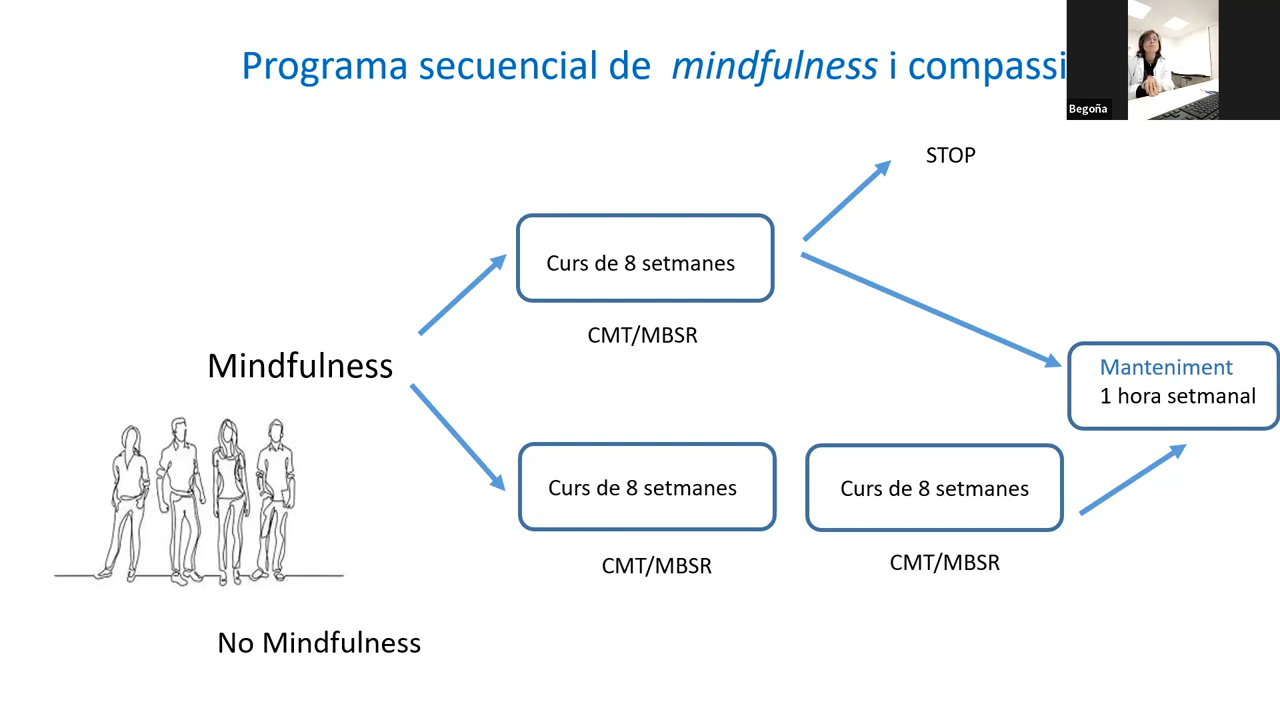 Programa secuencial de mindfulness i compassi
Begoña
STOP
Curs de 8 setmanes
CMT/MBSR
Mindfulness
Manteniment
1 hora setmanal
Curs de 8 setmanes
CMT/MBSR
Curs de 8 setmanes
CMT/MBSR
No Mindfulness